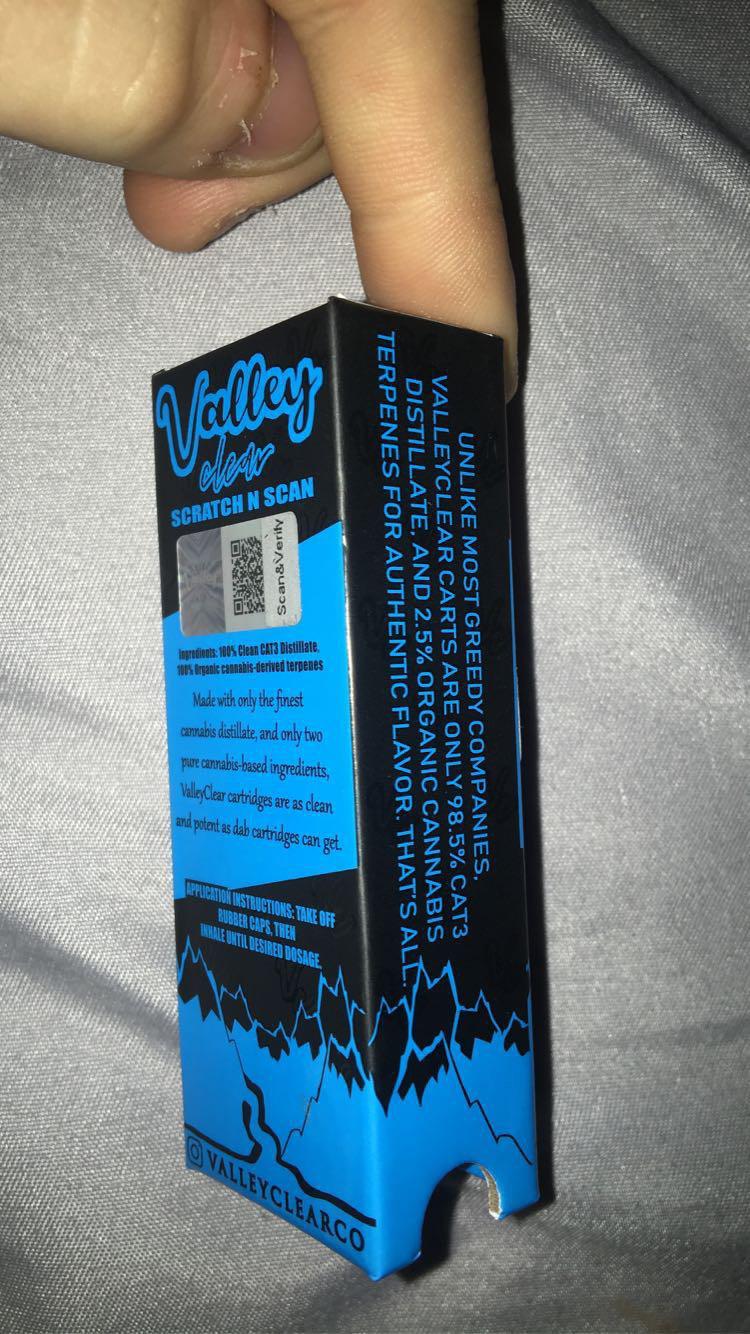 Valley
clear
SCRATCH N SCAN
Scan&Verify
Ingredients: 100% Clean CAT3 Distillate,
100% Organic cannabis-derived terpenes
Made with only the finest
cannabis distillate, and only two
pure cannabis-based ingredients,
ValleyClear cartridges are as clean
and potent as dab cartridges can get.
APPLICATION INSTRUCTIONS: TAKE OFF
RUBBER CAPS, THEN
INHALE UNTIL DESIRED DOSAGE.
VALLEYCLEARCO
UNLIKE MOST GREEDY COMPANIES,
VALLEYCLEAR CARTS ARE ONLY 98.5% CAT3
DISTILLATE, AND 2.5% ORGANIC CANNABIS
TERPENES FOR AUTHENTIC FLAVOR. THAT'S ALL.